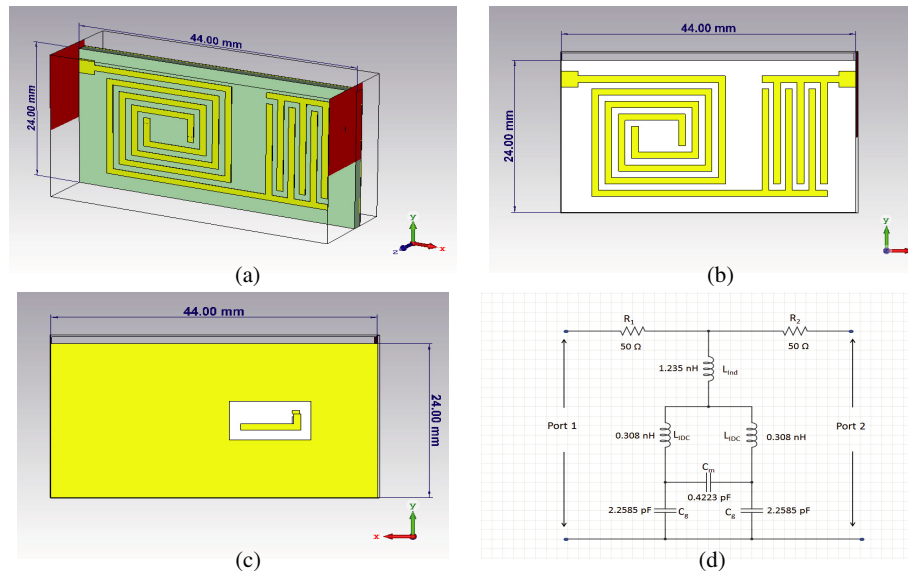 44.00 mm
24.00 mm
y
x
z
(a)
44.00 mm
24.00 mm
y
(b)
44.00 mm
24.00 mm
y
x
(c)
R1
R2
50 Ω
50 Ω
1.235 nH
LInd
Port 1
0.308 nH
LIDC
LIDC
0.308 nH
Port 2
Cm
0.4223 pF
2.2585 pF
Cg
Cg
2.2585 pF
(d)